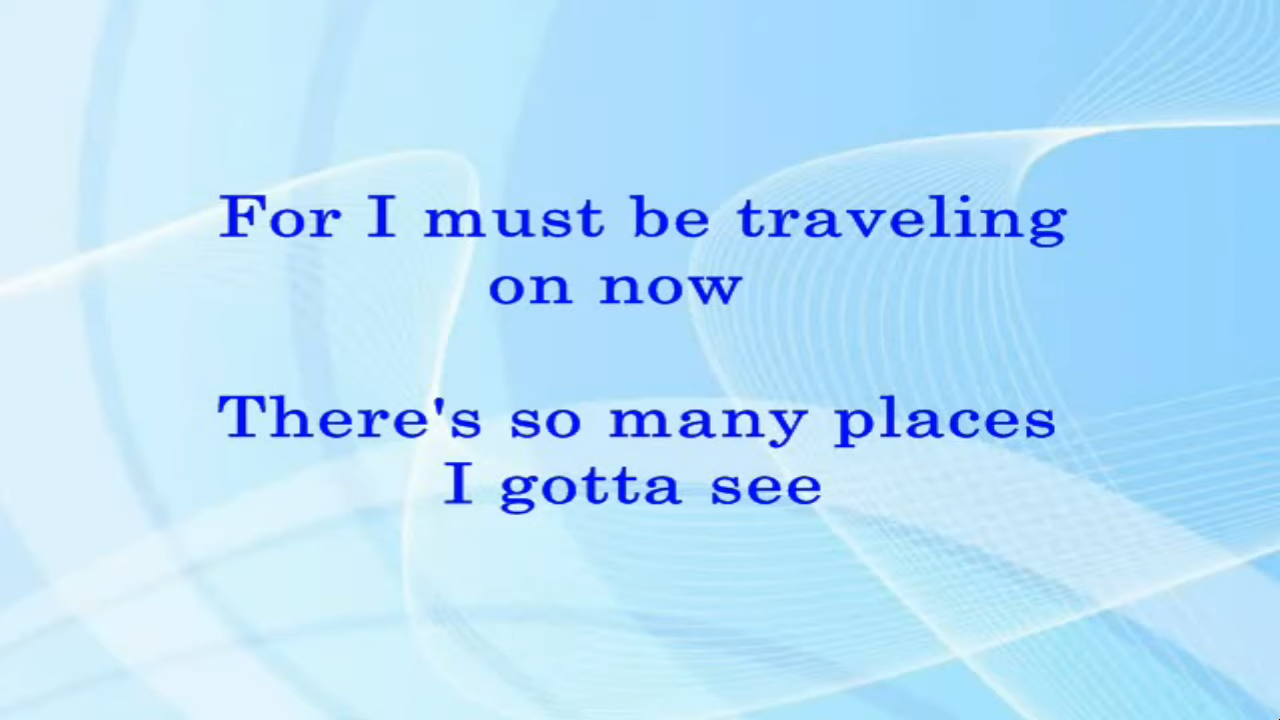 For I must be traveling
on now
There's so many places
I gotta see